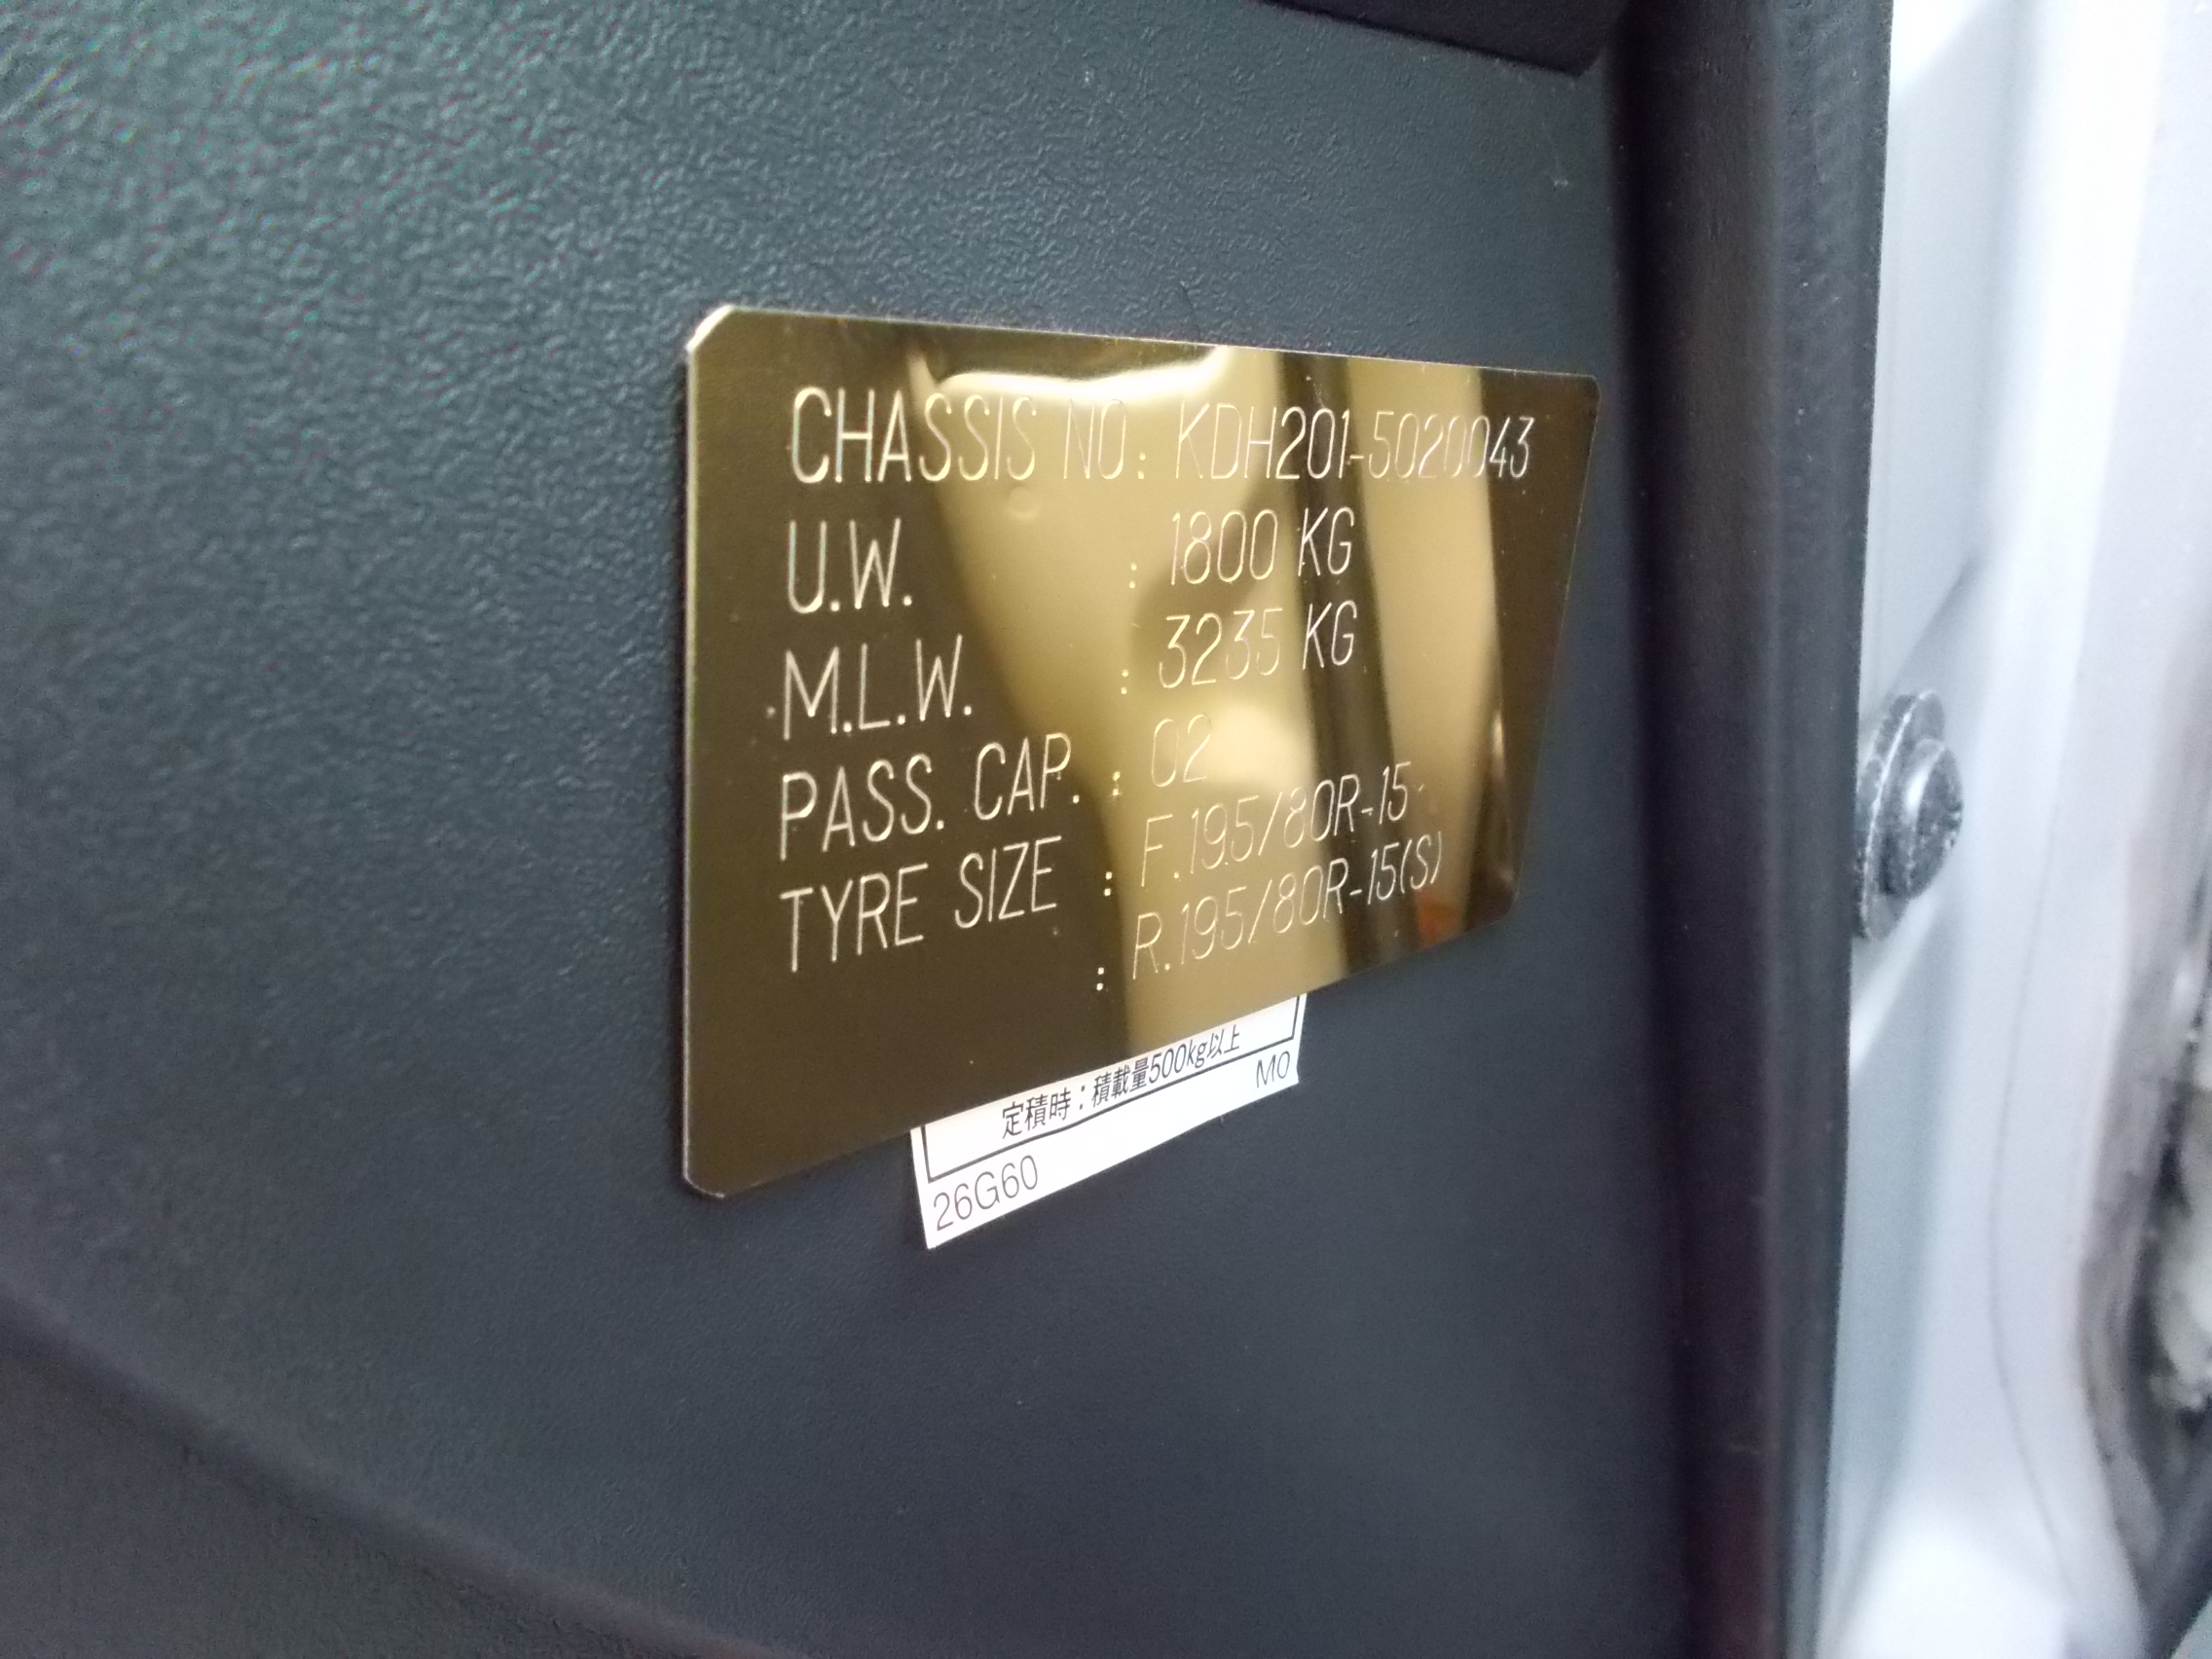 CHASSIS NO: KDH201-5020043
U.W. : 1800 KG
M.L.W. : 3235 KG
PASS. CAP. : 02
TYRE SIZE : F.195/80R-15
: R.195/80R-15(S)
定積時：積載量500kg以上
26G60 M0